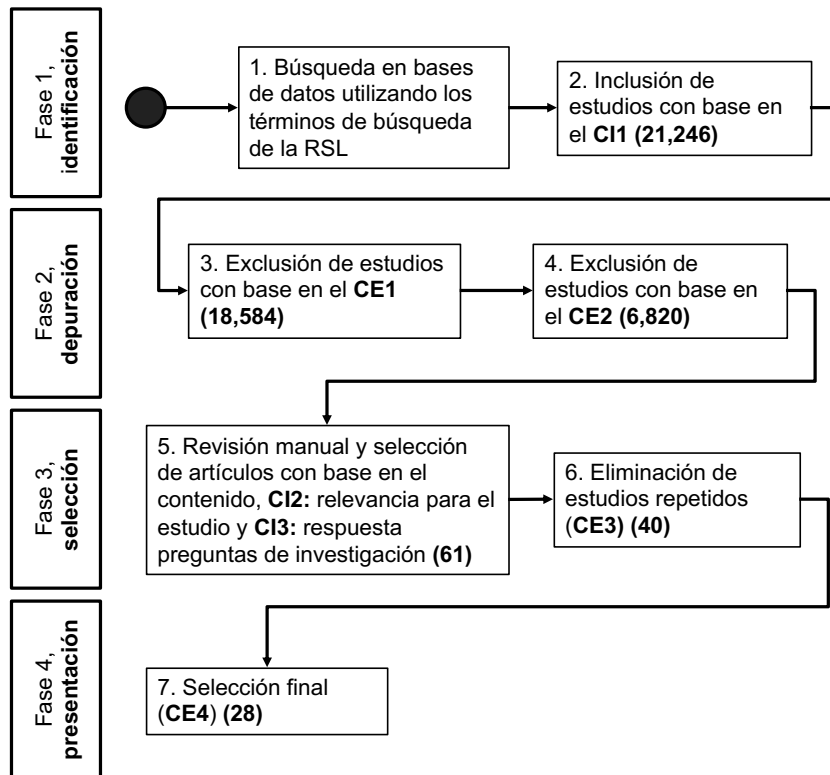 Fase 1,
identificación
1. Búsqueda en bases
de datos utilizando los
términos de búsqueda
de la RSL
2. Inclusión de
estudios con base en
el CI1 (21,246)
Fase 2,
depuración
3. Exclusión de estudios
con base en el CE1
(18,584)
4. Exclusión de
estudios con base en
el CE2 (6,820)
Fase 3,
selección
5. Revisión manual y selección
de artículos con base en el
contenido, CI2: relevancia para el
estudio y CI3: respuesta
preguntas de investigación (61)
6. Eliminación de
estudios repetidos
(CE3) (40)
Fase 4,
presentación
7. Selección final
(CE4) (28)